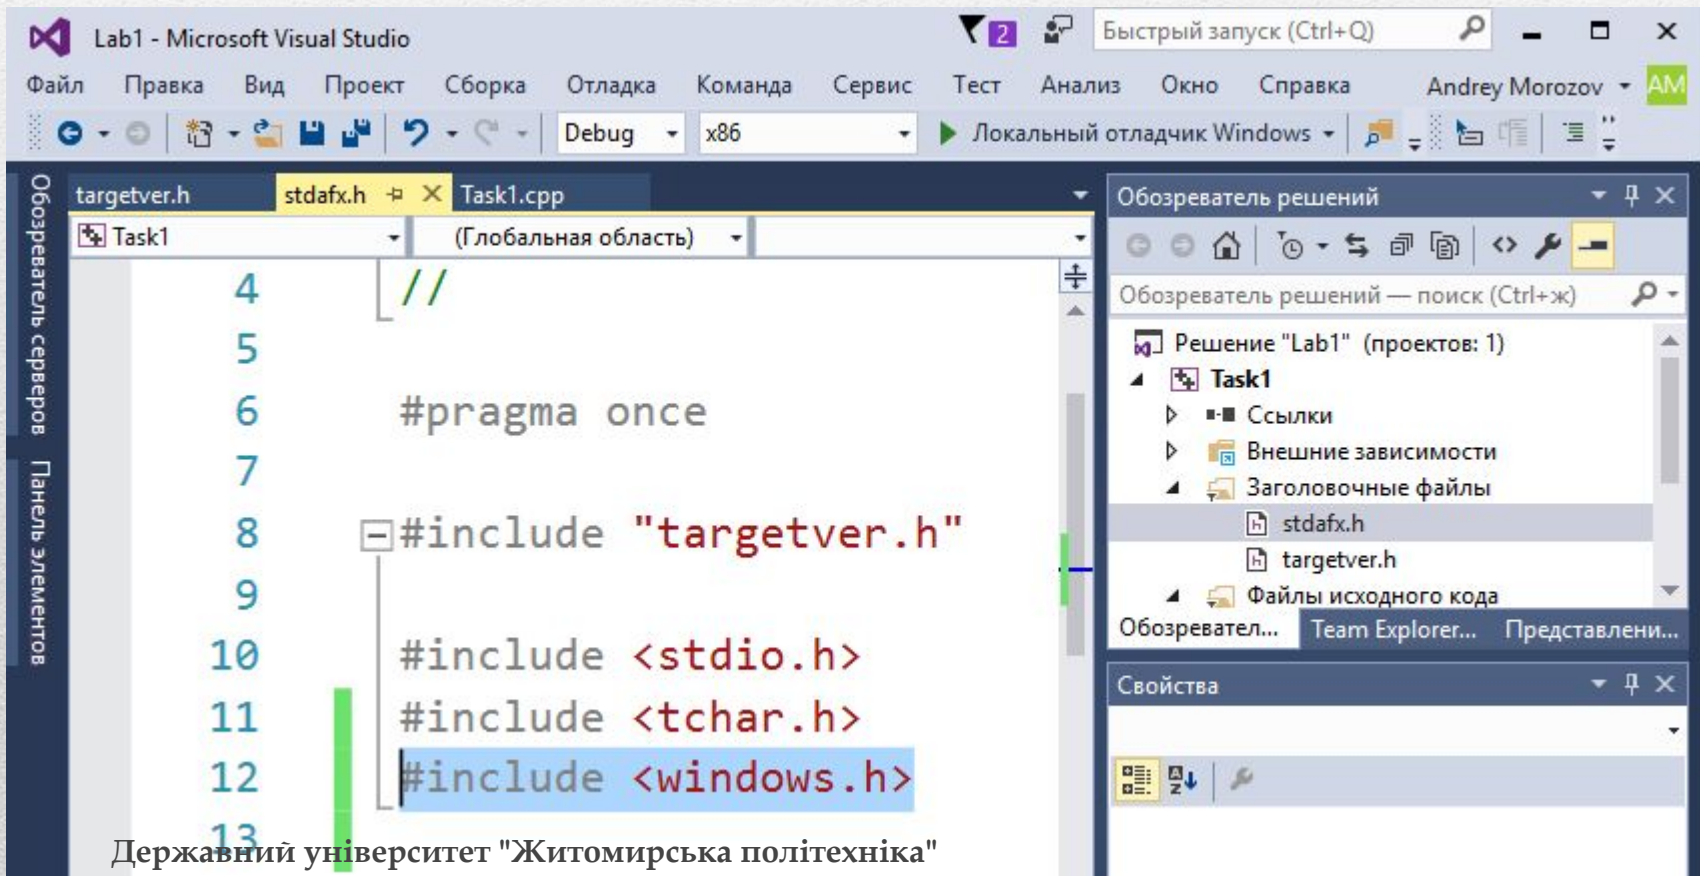 Lab1 - Microsoft Visual Studio
2
Быстрый запуск (Ctrl+Q)
Файл Правка Вид Проект Сборка Отладка Команда Сервис Тест Анализ Окно Справка Andrey Morozov AM
Debug x86 Локальный отладчик Windows
Обозреватель серверов
Панель элементов
targetver.h stdafx.h Task1.cpp
Task1 (Глобальная область)
4 //
5
6 #pragma once
7
8 #include "targetver.h"
9
10 #include <stdio.h>
11 #include <tchar.h>
12 #include <windows.h>
13
Обозреватель решений
Обозреватель решений — поиск (Ctrl+ж)
Решение "Lab1" (проектов: 1)
Task1
Ссылки
Внешние зависимости
Заголовочные файлы
stdafx.h
targetver.h
Файлы исходного кода
Обозревател... Team Explorer... Представлени...
Свойства
Державний університет "Житомирська політехніка"